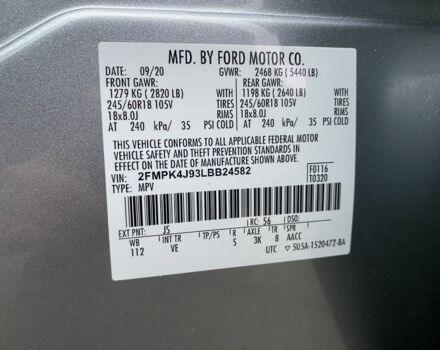 MFD. BY FORD MOTOR CO.
DATE: 09/20 GVWR: 2468 KG (5440 LB)
FRONT GAWR: REAR GAWR:
1279 KG (2820 LB) WITH 1198 KG (2640 LB) WITH
245/60R18 105V TIRES 245/60R18 105V TIRES
18x8.0J RIMS 18x8.0J RIMS
AT 240 kPa/ 35 PSI COLD AT 240 kPa/ 35 PSI COLD
THIS VEHICLE CONFORMS TO ALL APPLICABLE FEDERAL MOTOR
VEHICLE SAFETY AND THEFT PREVENTION STANDARDS IN EFFECT
ON THE DATE OF MANUFACTURE SHOWN ABOVE.
VIN: 2FMPK4J93LBB24582 F0116
TYPE: MPV T0320
EXT PNT: JS RC: 56 DSO:
WB INT TR TP/PS R AXLE TR SPR
112 VE S 3K 8 AACC
UTC 5U5A-1520472-BA